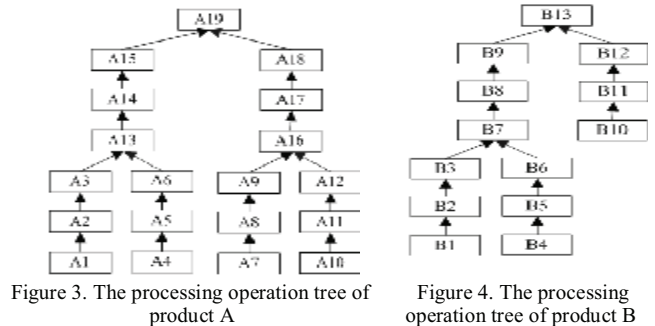 A19
A15 A18
A14 A17
A13 A16
A3 A6 A9 A12
A2 A5 A8 A11
A1 A4 A7 A10
Figure 3. The processing operation tree of
product A
B13
B9 B12
B8 B11
B7 B10
B3 B6
B2 B5
B1 B4
Figure 4. The processing
operation tree of product B